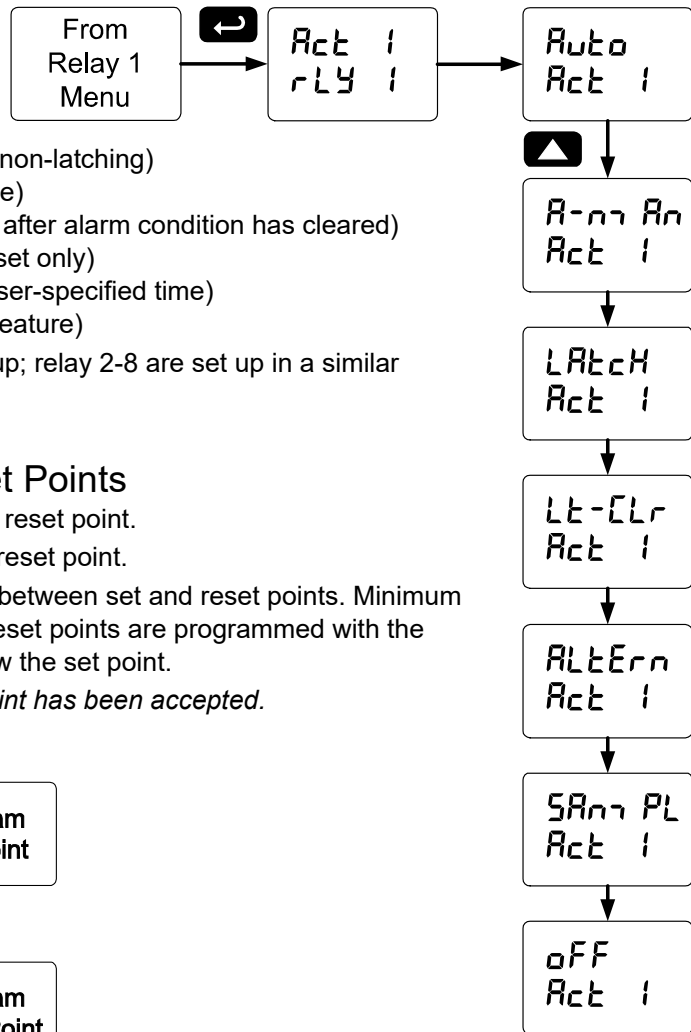 From
Relay 1
Menu
Act 1
rLY 1
Auto
Act 1
non-latching)
e)
after alarm condition has cleared)
set only)
ser-specified time)
eature)
up; relay 2-8 are set up in a similar
A-m An
Act 1
LAtcH
Act 1
t Points
reset point.
reset point.
between set and reset points. Minimum
eset points are programmed with the
w the set point.
int has been accepted.
Lt-CLr
Act 1
ALtErn
Act 1
am
int
SAm PL
Act 1
am
oint
oFF
Act 1